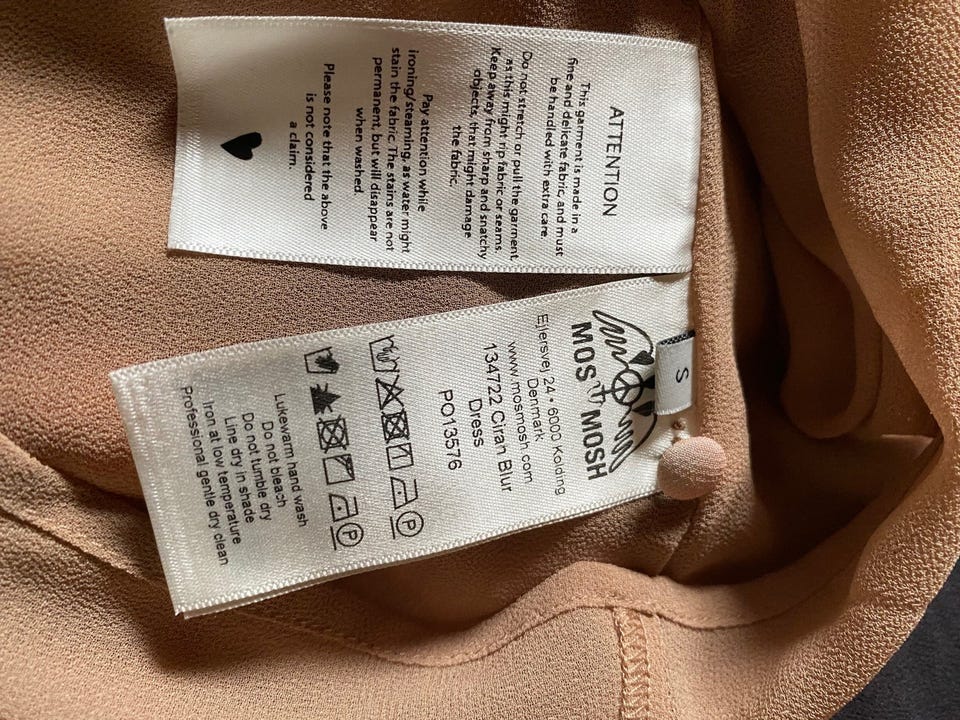 ATTENTION
This garment is made in a
fine and delicate fabric and must
be handled with extra care.
Do not stretch or pull the garment,
as this might rip fabric or seams.
Keep away from sharp and snatchy
objects, that might damage
the fabric.
Pay attention while
ironing/steaming, as water might
stain the fabric. The stains are not
permanent, but will disappear
when washed.
Please note that the above
is not considered
a claim.
S
MOS MOSH
Ejlersvej 24 • 6000 Kolding
Denmark
www.mosmosh.com
134722 Ciran Blur
Dress
PO13576
P
P
Lukewarm hand wash
Do not bleach
Do not tumble dry
Line dry in shade
Iron at low temperature
Professional gentle dry clean